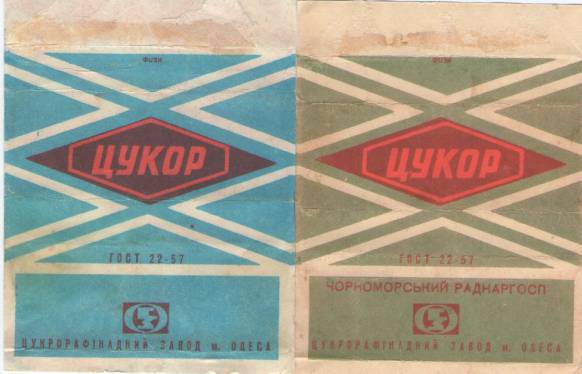 ЦУКОР
ГОСТ 22-57
ЦУКРОРАФІНАДНИЙ ЗАВОД м. ОДЕСА
ЦУКОР
ГОСТ 22-57
ЧОРНОМОРСЬКИЙ РАДНАРГОСП
ЦУКРОРАФІНАДНИЙ ЗАВОД м. ОДЕСА